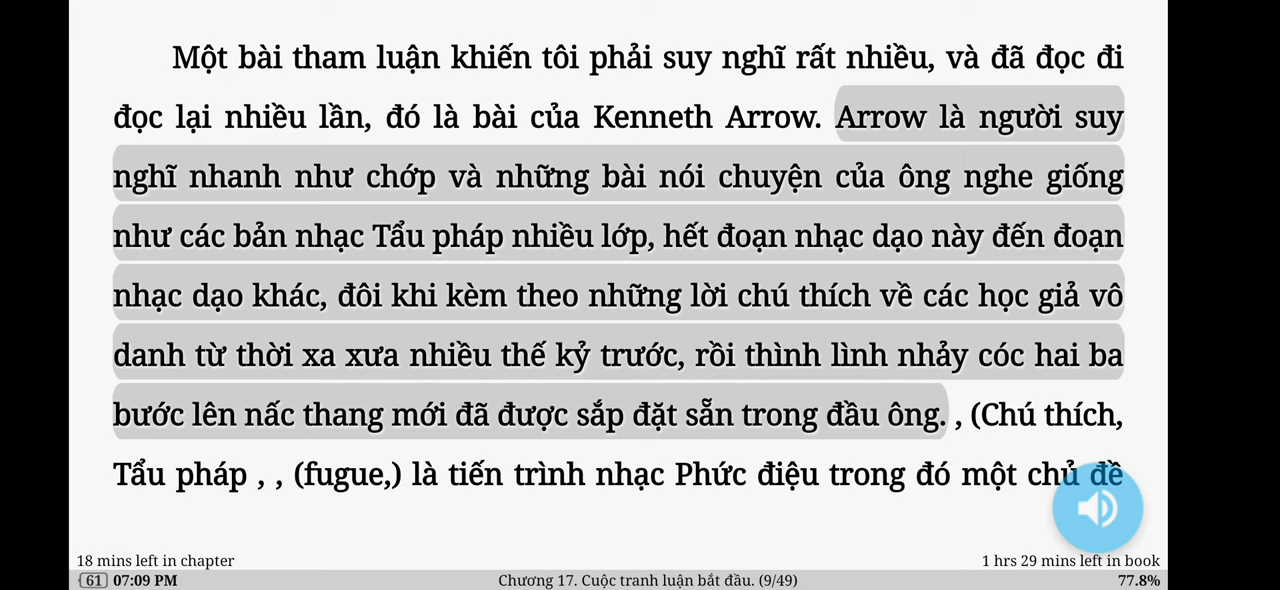 Một bài tham luận khiến tôi phải suy nghĩ rất nhiều, và đã đọc đi
đọc lại nhiều lần, đó là bài của Kenneth Arrow. Arrow là người suy
nghĩ nhanh như chớp và những bài nói chuyện của ông nghe giống
như các bản nhạc Tẩu pháp nhiều lớp, hết đoạn nhạc dạo này đến đoạn
nhạc dạo khác, đôi khi kèm theo những lời chú thích về các học giả vô
danh từ thời xa xưa nhiều thế kỷ trước, rồi thình lình nhảy cóc hai ba
bước lên nấc thang mới đã được sắp đặt sẵn trong đầu ông. , (Chú thích,
Tẩu pháp , , (fugue,) là tiến trình nhạc Phức điệu trong đó một chủ đề
18 mins left in chapter
1 hrs 29 mins left in book
61 07:09 PM
Chương 17. Cuộc tranh luận bắt đầu. (9/49)
77.8%